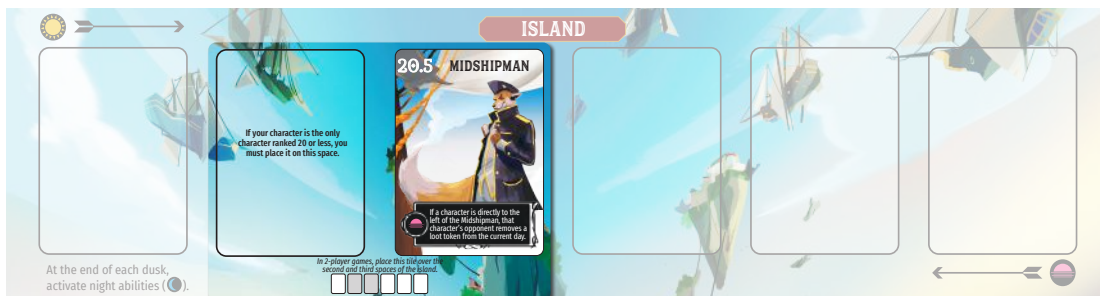 ISLAND
20.5 MIDSHIPMAN
If your character is the only
character ranked 20 or less, you
must place it on this space.
If a character is directly to the
left of the Midshipman, that
character's opponent removes a
loot token from the current day.
In 2-player games, place this tile over the
second and third spaces of the island.
At the end of each dusk,
activate night abilities ( ).